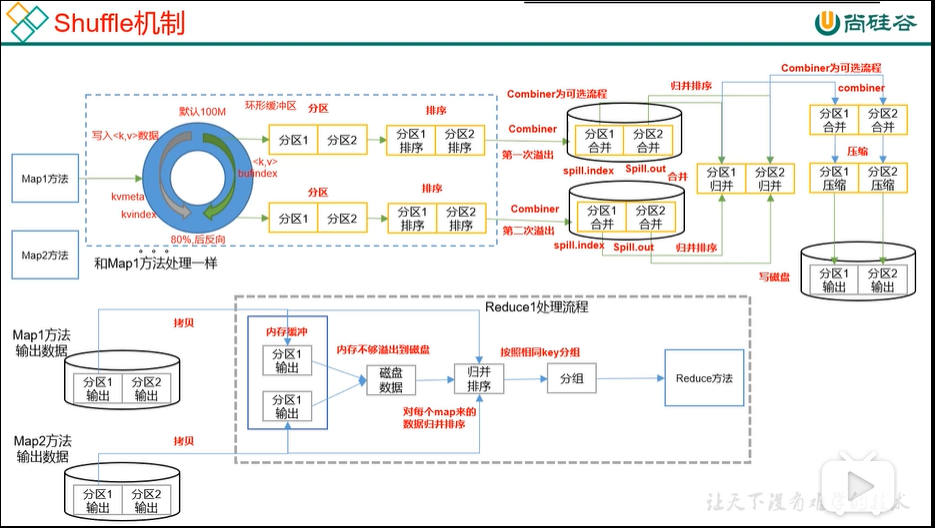 Shuffle机制
尚硅谷
Map1方法
Map2方法
默认100M
写入<k,v>数据
kvmeta
kvindex
<k,v>
bufindex
80%,后反向
环形缓冲区
分区
排序
分区1
分区2
分区1
排序
分区2
排序
分区
排序
分区1
分区2
分区1
排序
分区2
排序
和Map1方法处理一样
Combiner为可选流程
Combiner
第一次溢出
分区1
合并
分区2
合并
spill.index
Spill.out
Combiner
第二次溢出
分区1
合并
分区2
合并
spill.index
Spill.out
合并
归并排序
归并排序
分区1
归并
分区2
归并
Combiner为可选流程
combiner
分区1
合并
分区2
合并
压缩
分区1
压缩
分区2
压缩
写磁盘
分区1
输出
分区2
输出
Map1方法
输出数据
分区1
输出
分区2
输出
拷贝
Map2方法
输出数据
分区1
输出
分区2
输出
拷贝
Reduce1处理流程
内存缓冲
分区1
输出
分区1
输出
内存不够溢出到磁盘
磁盘
数据
归并
排序
对每个map来的
数据归并排序
按照相同key分组
分组
Reduce方法
让天下没有难学的技术